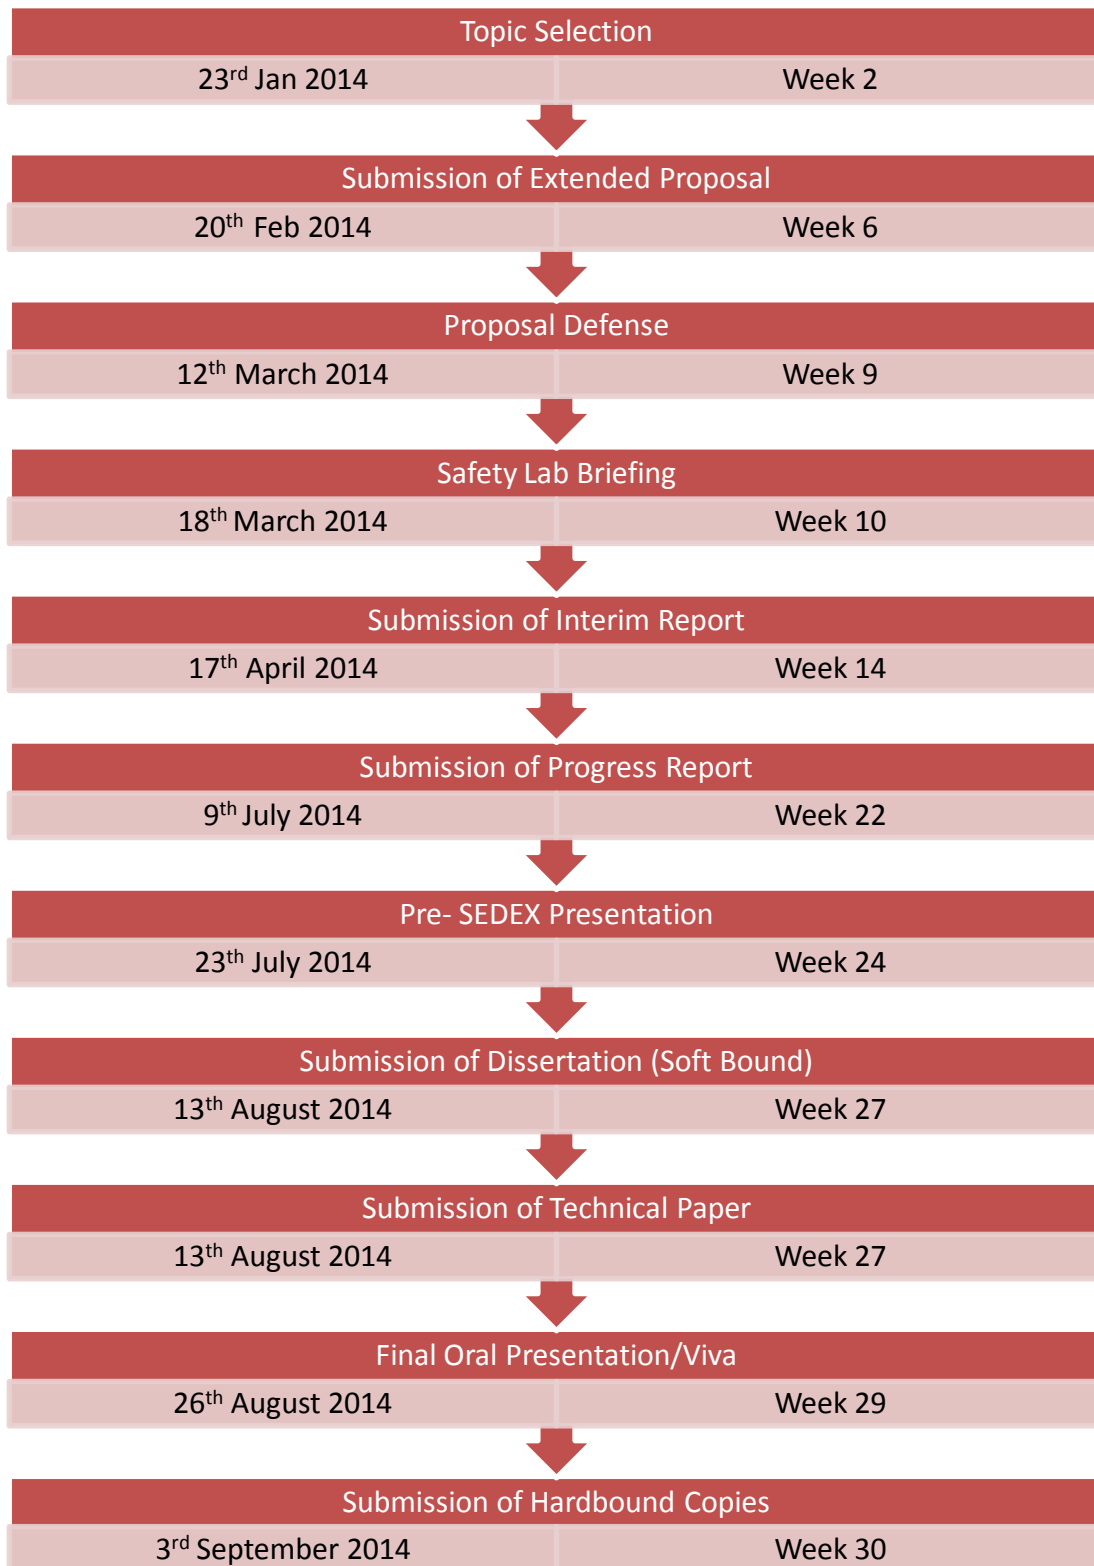 Topic Selection
23rd Jan 2014 Week 2
Submission of Extended Proposal
20th Feb 2014 Week 6
Proposal Defense
12th March 2014 Week 9
Safety Lab Briefing
18th March 2014 Week 10
Submission of Interim Report
17th April 2014 Week 14
Submission of Progress Report
9th July 2014 Week 22
Pre- SEDEX Presentation
23th July 2014 Week 24
Submission of Dissertation (Soft Bound)
13th August 2014 Week 27
Submission of Technical Paper
13th August 2014 Week 27
Final Oral Presentation/Viva
26th August 2014 Week 29
Submission of Hardbound Copies
3rd September 2014 Week 30